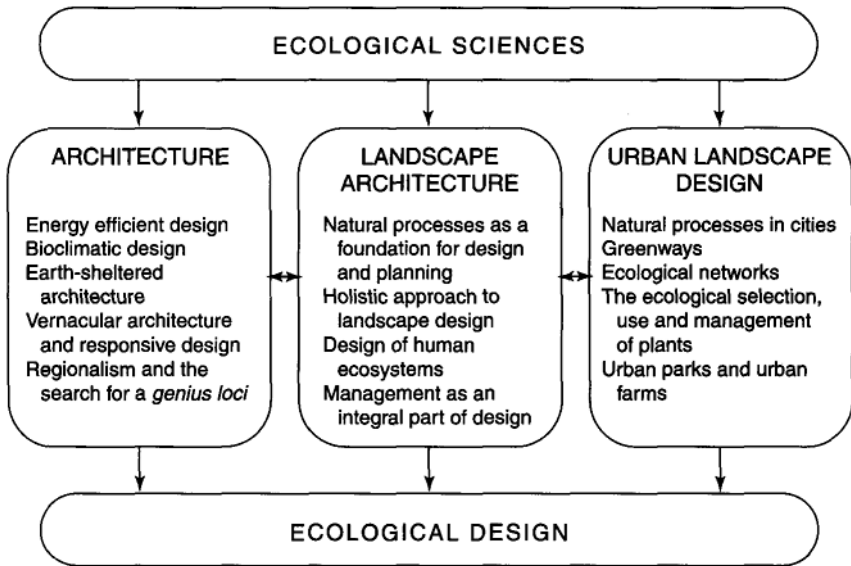 ECOLOGICAL SCIENCES
ARCHITECTURE
Energy efficient design
Bioclimatic design
Earth-sheltered
architecture
Vernacular architecture
and responsive design
Regionalism and the
search for a genius loci
LANDSCAPE
ARCHITECTURE
Natural processes as a
foundation for design
and planning
Holistic approach to
landscape design
Design of human
ecosystems
Management as an
integral part of design
URBAN LANDSCAPE
DESIGN
Natural processes in cities
Greenways
Ecological networks
The ecological selection,
use and management
of plants
Urban parks and urban
farms
ECOLOGICAL DESIGN